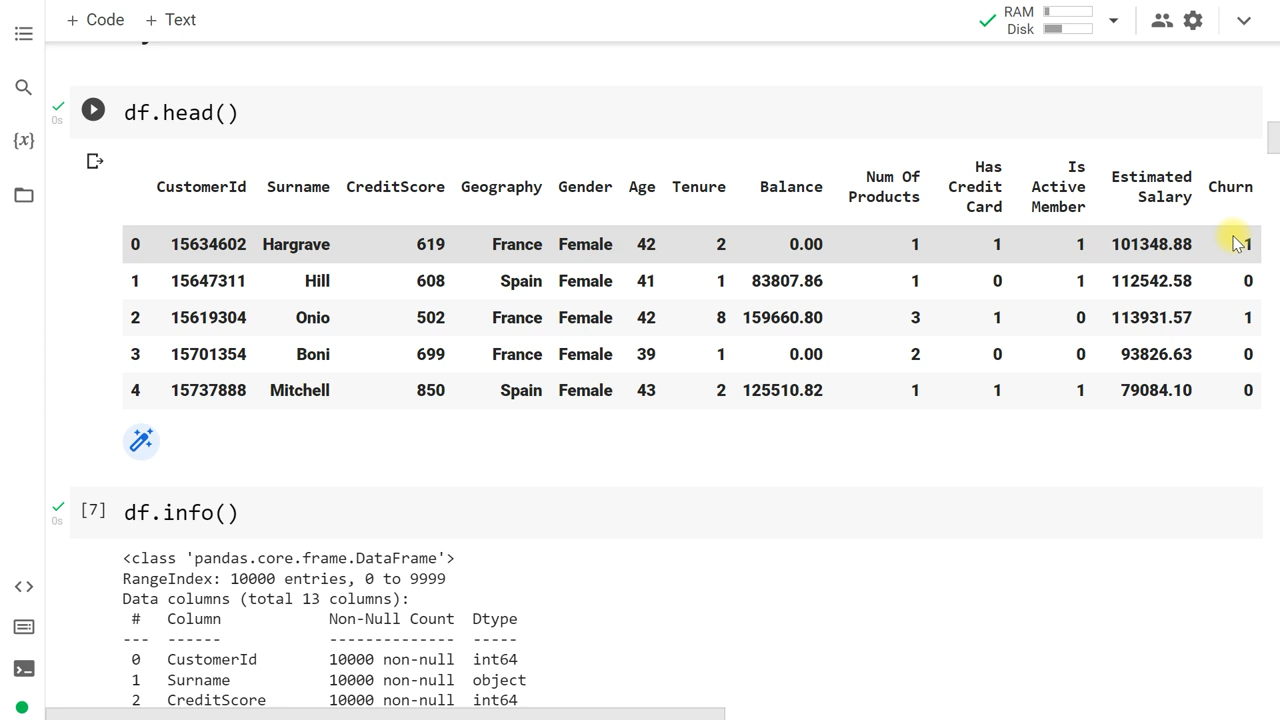 + Code + Text
RAM
Disk
{x}
0s
df.head()
CustomerId Surname CreditScore Geography Gender Age Tenure Balance Num Of Products Has Credit Card Is Active Member Estimated Salary Churn
0 15634602 Hargrave 619 France Female 42 2 0.00 1 1 1 101348.88 1
1 15647311 Hill 608 Spain Female 41 1 83807.86 1 0 1 112542.58 0
2 15619304 Onio 502 France Female 42 8 159660.80 3 1 0 113931.57 1
3 15701354 Boni 699 France Female 39 1 0.00 2 0 0 93826.63 0
4 15737888 Mitchell 850 Spain Female 43 2 125510.82 1 1 1 79084.10 0
0s
[7] df.info()
<class 'pandas.core.frame.DataFrame'>
RangeIndex: 10000 entries, 0 to 9999
Data columns (total 13 columns):
# Column Non-Null Count Dtype
--- ------ -------------- -----
0 CustomerId 10000 non-null int64
1 Surname 10000 non-null object
2 CreditScore 10000 non-null int64